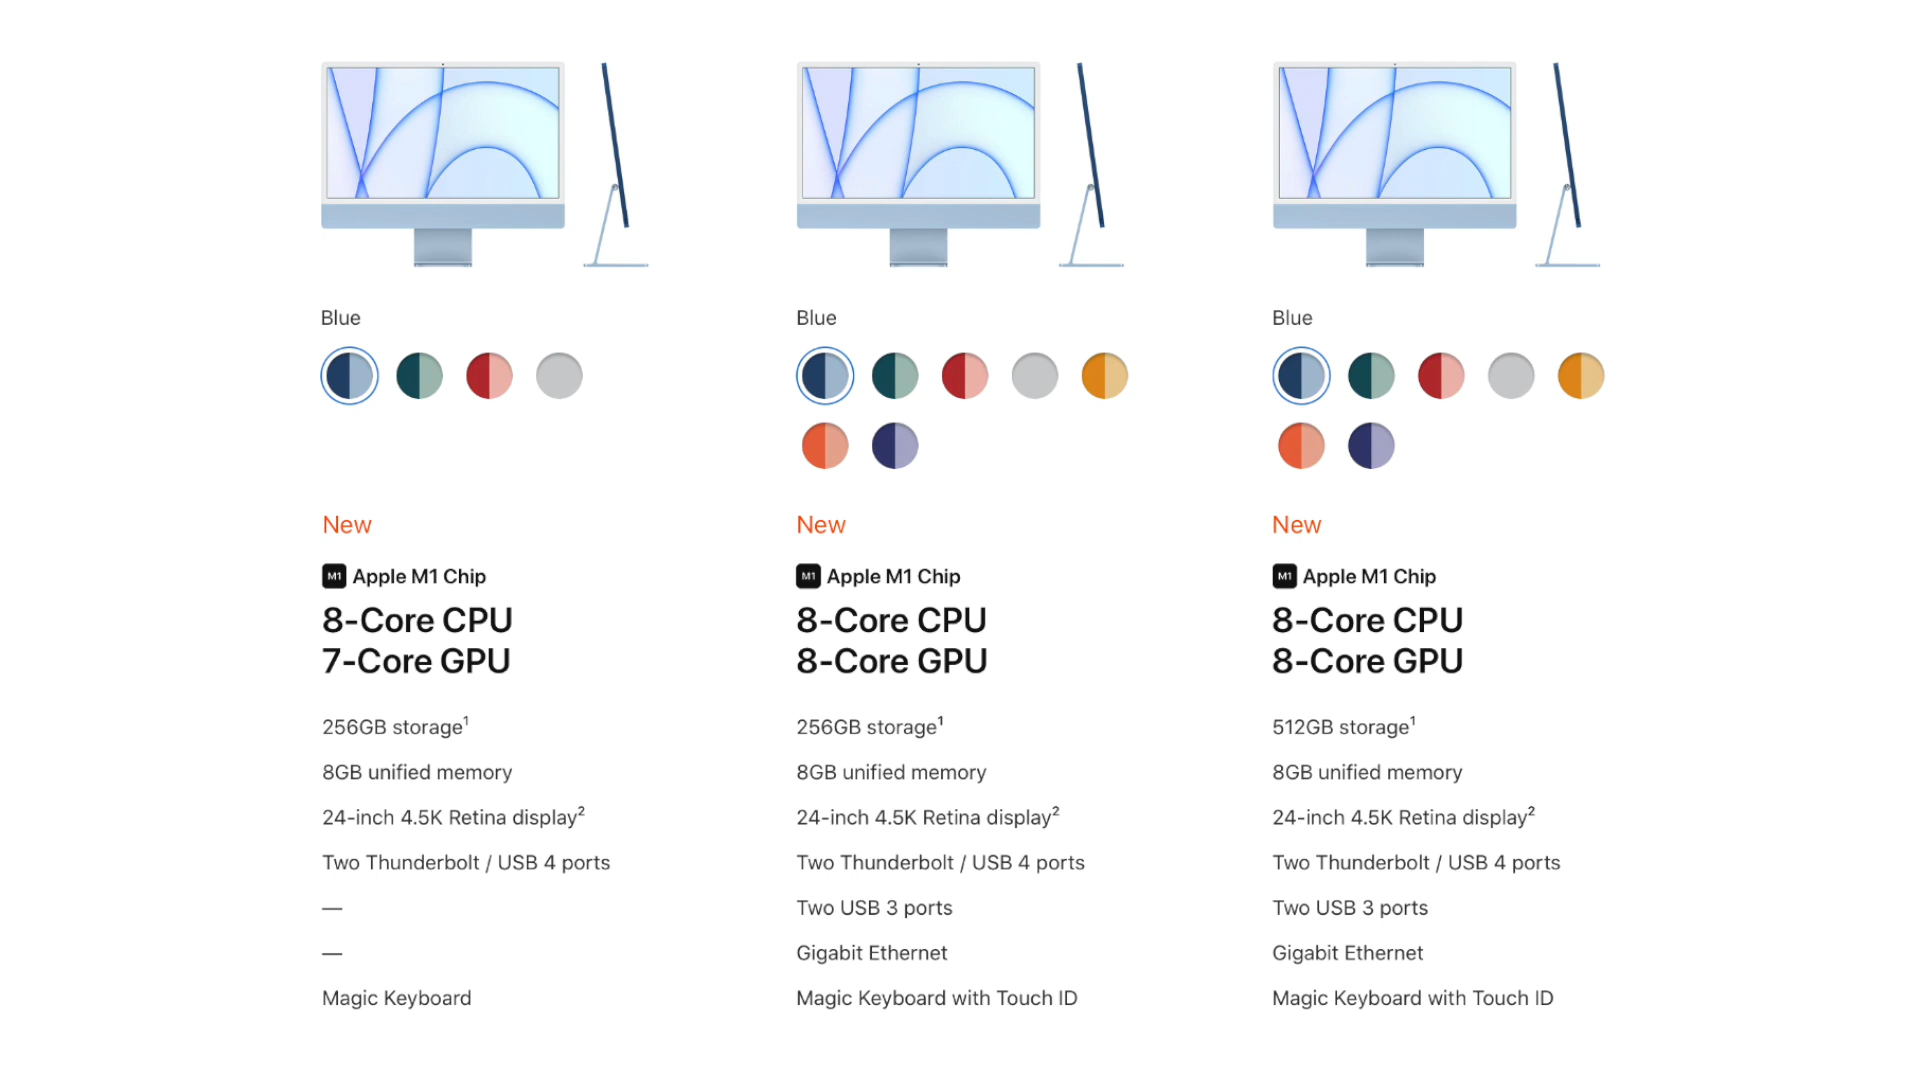 Blue
New
M1 Apple M1 Chip
8-Core CPU
7-Core GPU
256GB storage¹
8GB unified memory
24-inch 4.5K Retina display²
Two Thunderbolt / USB 4 ports
—
—
Magic Keyboard
Blue
New
M1 Apple M1 Chip
8-Core CPU
8-Core GPU
256GB storage¹
8GB unified memory
24-inch 4.5K Retina display²
Two Thunderbolt / USB 4 ports
Two USB 3 ports
Gigabit Ethernet
Magic Keyboard with Touch ID
Blue
New
M1 Apple M1 Chip
8-Core CPU
8-Core GPU
512GB storage¹
8GB unified memory
24-inch 4.5K Retina display²
Two Thunderbolt / USB 4 ports
Two USB 3 ports
Gigabit Ethernet
Magic Keyboard with Touch ID